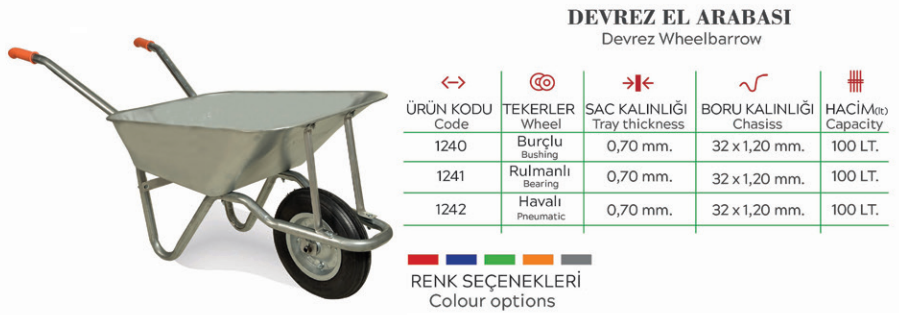 DEVREZ EL ARABASI
Devrez Wheelbarrow
ÜRÜN KODU TEKERLER SAC KALINLIĞI BORU KALINLIĞI HACİM(lt)
Code Wheel Tray thickness Chasiss Capacity
1240 Burçlu Bushing 0,70 mm. 32 x 1,20 mm. 100 LT.
1241 Rulmanlı Bearing 0,70 mm. 32 x 1,20 mm. 100 LT.
1242 Havalı Pneumatic 0,70 mm. 32 x 1,20 mm. 100 LT.
RENK SEÇENEKLERİ
Colour options